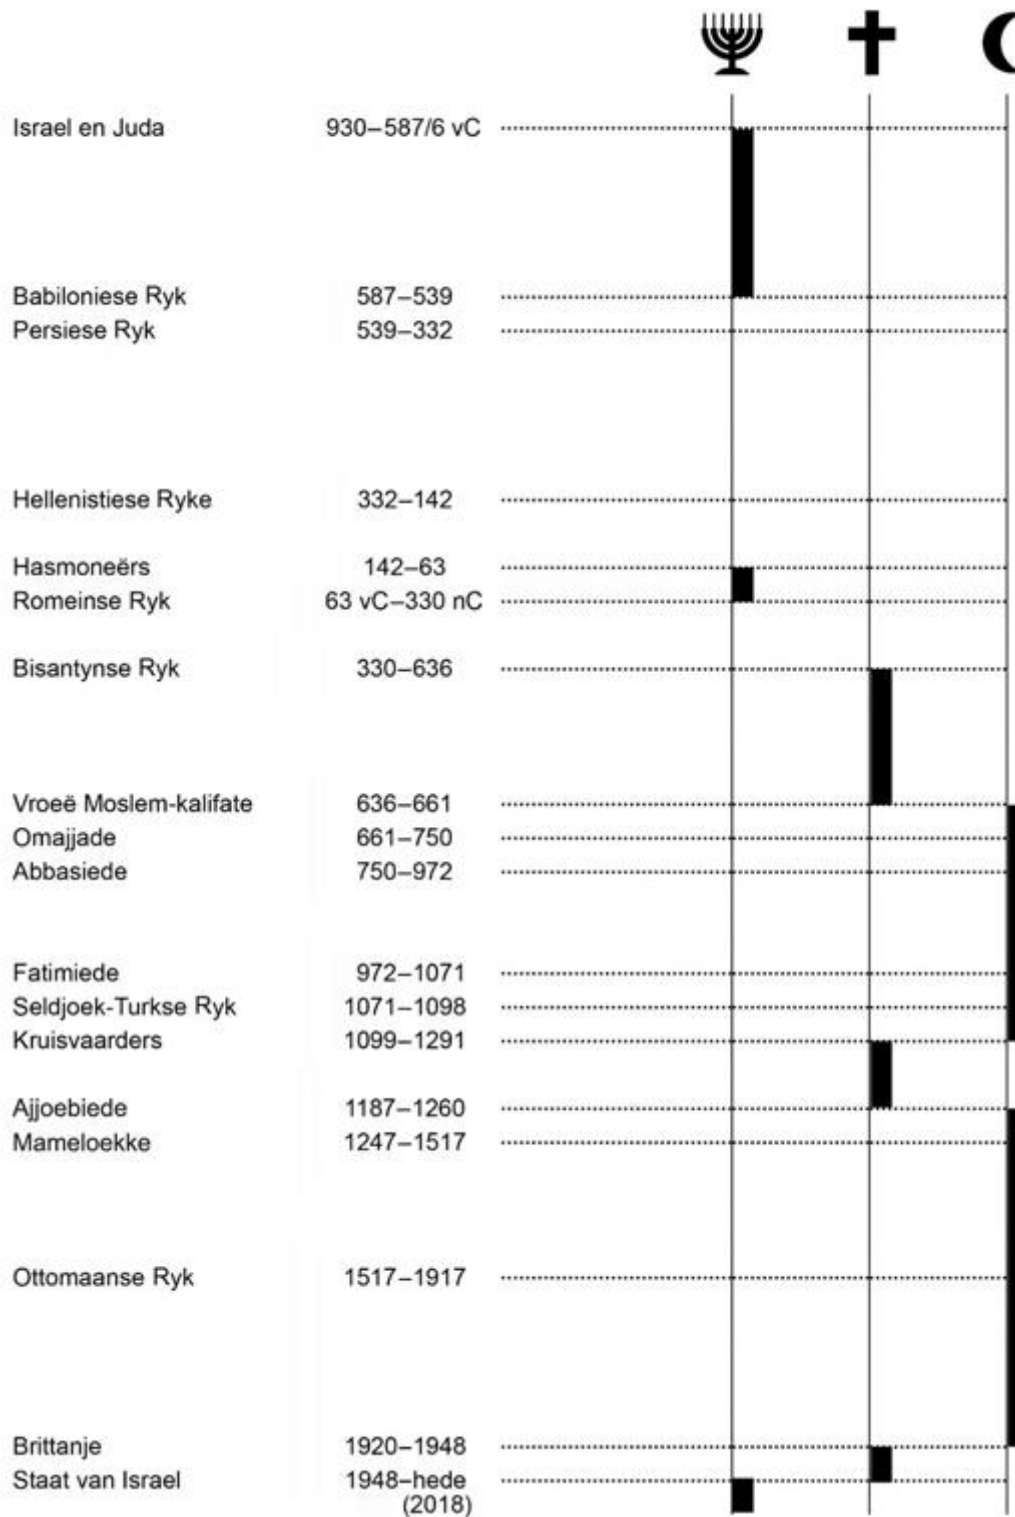 Israel en Juda 930–587/6 vC
Babiloniese Ryk 587–539
Persiese Ryk 539–332
Hellenistiese Ryke 332–142
Hasmoneërs 142–63
Romeinse Ryk 63 vC–330 nC
Bisantynse Ryk 330–636
Vroeë Moslem-kalifate 636–661
Omajjade 661–750
Abbasiede 750–972
Fatimiede 972–1071
Seldjoek-Turkse Ryk 1071–1098
Kruisvaarders 1099–1291
Ajjoebiede 1187–1260
Mameloekke 1247–1517
Ottomaanse Ryk 1517–1917
Brittanje 1920–1948
Staat van Israel 1948–hede
(2018)